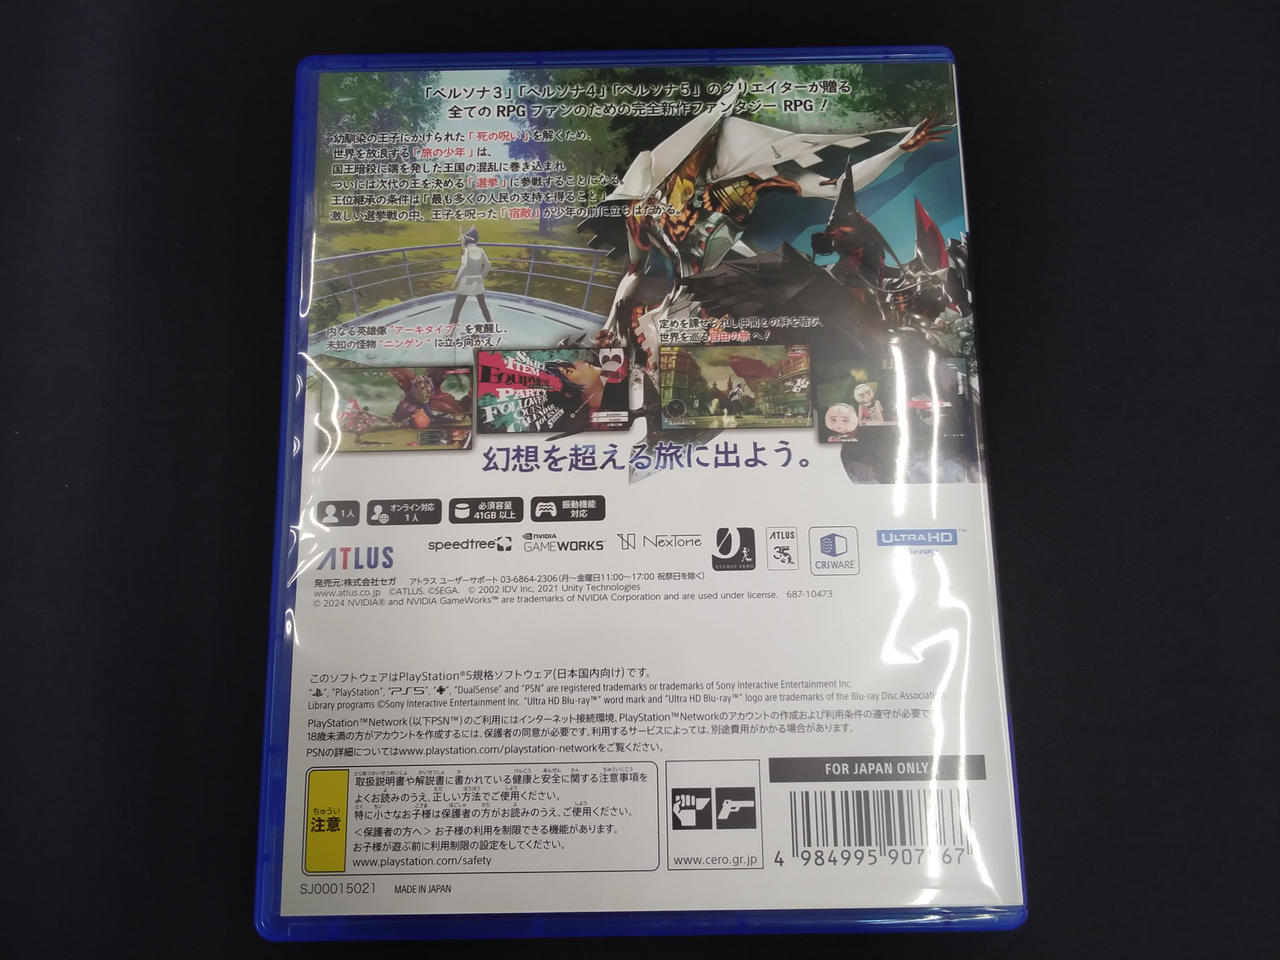 「ペルソナ3」「ペルソナ4」「ペルソナ5」のクリエイターが贈る
全ての RPG ファンのための完全新作ファンタジー RPG！
幼馴染の王子にかけられた「死の呪い」を解くため、
世界を放浪する「旅の少年」は、
国王暗殺に端を発した王国の混乱に巻き込まれ
ついには次代の王を決める「選挙」に参戦することになる。
王位継承の条件は「最も多くの人民の支持を得ること」
激しい選挙戦の中、王子を呪った「宿敵」が少年の前に立ちはだかる。
内なる英雄像"アーキタイプ"を覚醒し、
未知の怪物"ニンゲン"に立ち向かえ！
定めを課せられし仲間との絆を結び、
世界を巡る自由の旅へ！
SKILL
ITEM
EQUIPMENT
PARTY
FOLLOWER
QUEST
CALENDAR
SYSTEM
幻想を超える旅に出よう。
1人
オンライン対応
1人
必須容量
41GB 以上
振動機能
対応
ATLUS
speedtree
NVIDIA
GAMEWORKS
NexTone
STUDIO ZERO
ATLUS
35
CRIWARE
ULTRA HD
Blu-ray
発売元:株式会社セガ アトラス ユーザーサポート 03-6864-2306(月～金曜日11:00～17:00 祝祭日を除く)
www.atlus.co.jp ©ATLUS. ©SEGA. © 2002 IDV Inc, 2021 Unity Technologies
© 2024 NVIDIA® and NVIDIA GameWorks™ are trademarks of NVIDIA Corporation and are used under license. 687-10473
このソフトウェアはPlayStation®5規格ソフトウェア(日本国内向け)です。
"PlayStation", "PS5", "DualSense" and "PSN" are registered trademarks or trademarks of Sony Interactive Entertainment Inc.
Library programs ©Sony Interactive Entertainment Inc. "Ultra HD Blu-ray™" word mark and "Ultra HD Blu-ray™" logo are trademarks of the Blu-ray Disc Association.
PlayStation™Network(以下PSN™)のご利用にはインターネット接続環境、PlayStation™Networkのアカウントの作成および利用条件の遵守が必要です
18歳未満の方がアカウントを作成するには、保護者の同意が必要です。利用するサービスによっては、別途費用がかかる場合があります。
PSNの詳細についてはwww.playstation.com/playstation-networkをご覧ください。
ちゅうい
注意
取扱説明書や解説書に書かれている健康と安全に関する注意事項を
よくお読みのうえ、正しい方法でご使用ください。
特に小さなお子様は保護者の方がお読みのうえ、ご使用ください。
＜保護者の方へ＞ お子様の利用を制限できる機能があります。
お子様が遊ぶ前に利用制限の設定をしてください。
www.playstation.com/safety
www.cero.gr.jp
FOR JAPAN ONLY
4 984995 907
SJ00015021 MADE IN JAPAN